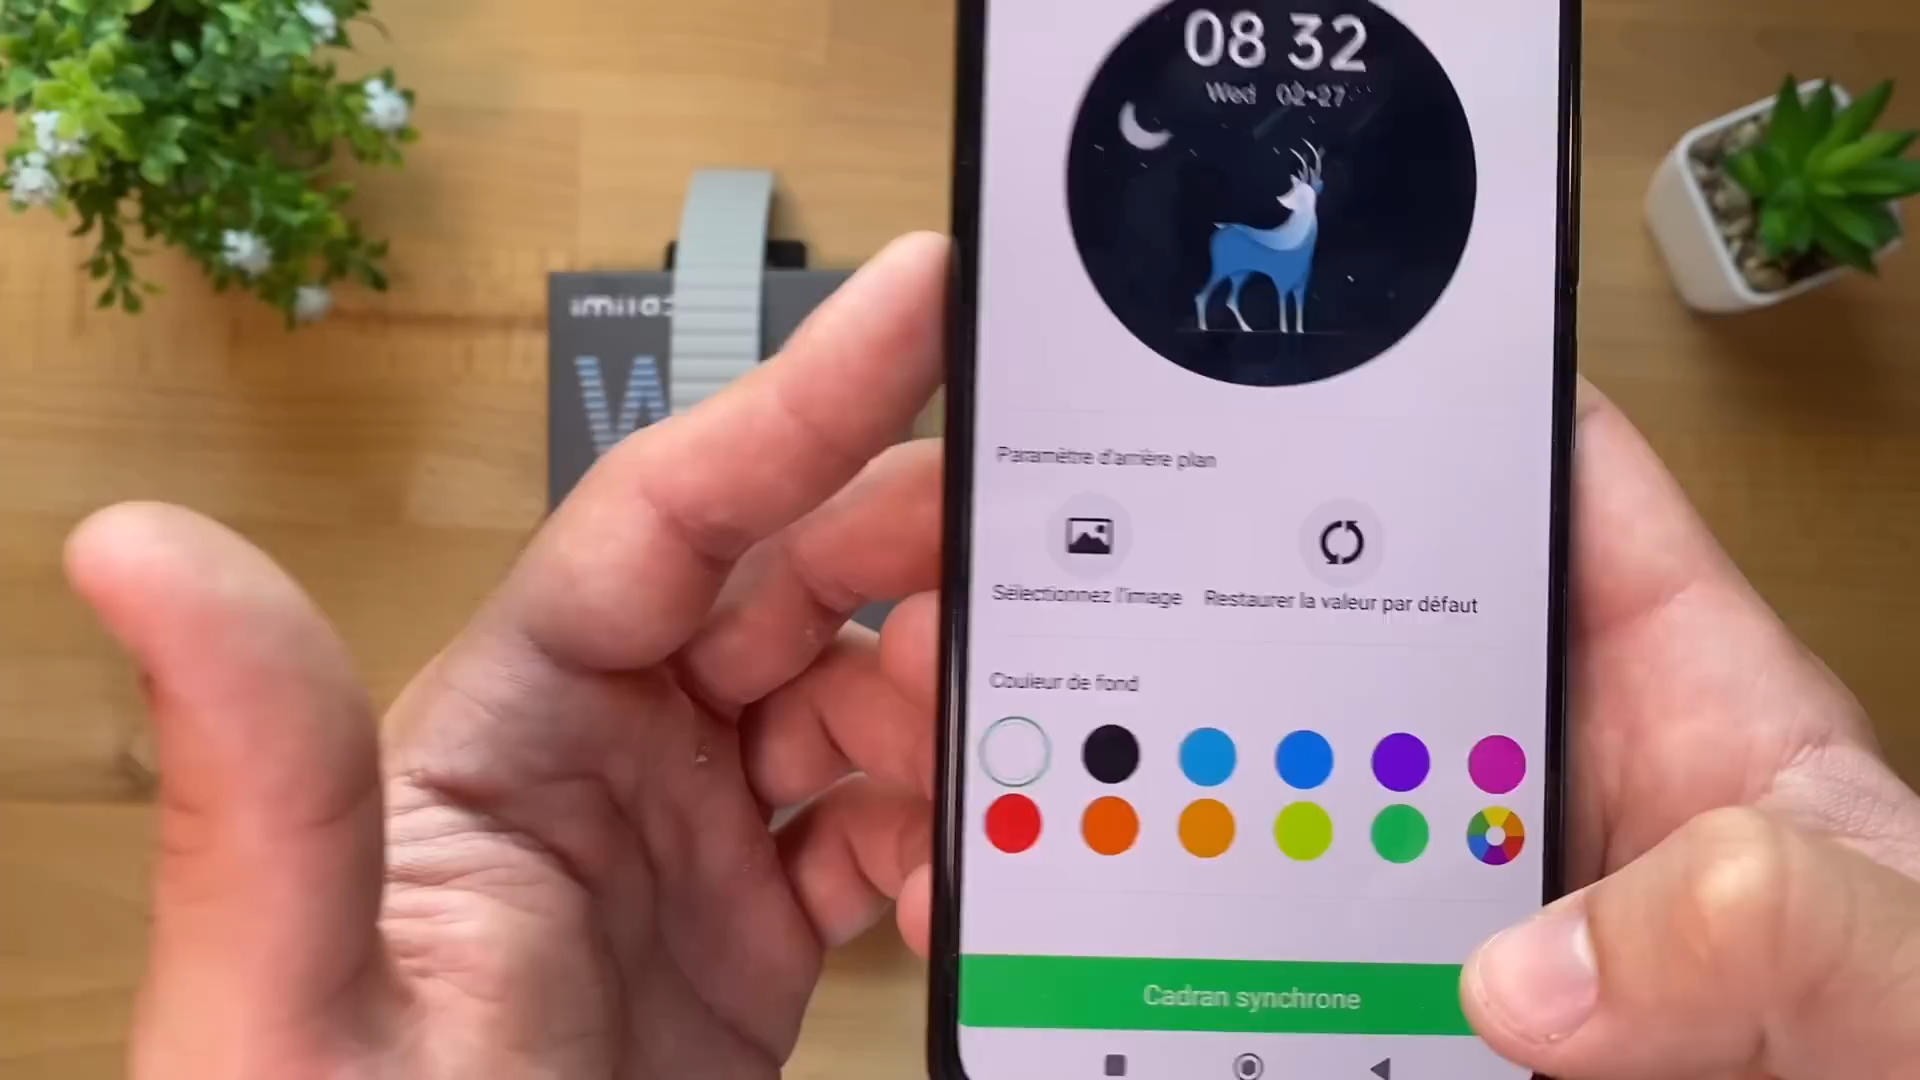 08 32
Wed 02-27
imilab
W
Paramètre d'arrière plan
Sélectionnez l'image
Restaurer la valeur par défaut
Couleur de fond
Cadran synchrone